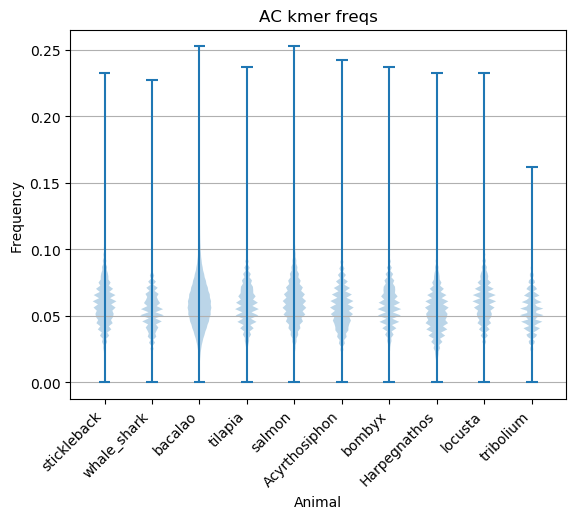 AC kmer freqs
Frequency
0.25
0.20
0.15
0.10
0.05
0.00
stickleback
whale_shark
bacalao
tilapia
salmon
Acyrthosiphon
bombyx
Harpegnathos
locusta
tribolium
Animal